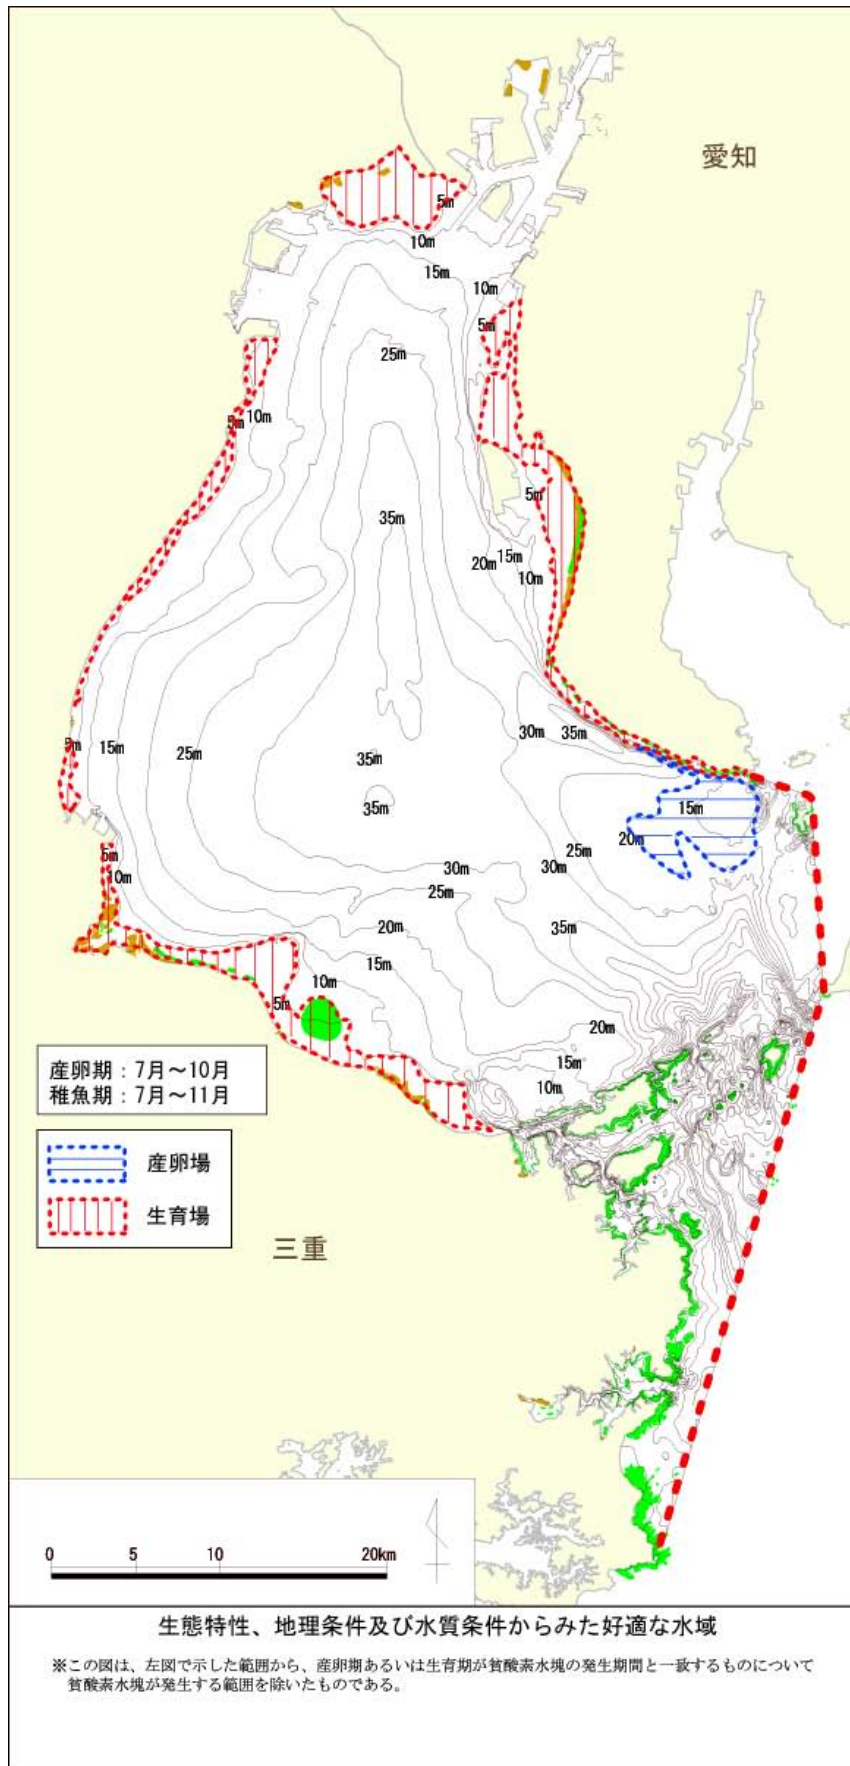 愛知
5m
10m
15m
10m
5m
25m
10m
5m
5m
35m
15m
20m
10m
30m
35m
5m
15m
25m
35m
15m
35m
20m
25m
5m
30m
30m
10m
25m
20m
35m
15m
10m
5m
20m
15m
10m
産卵期：7月～10月
稚魚期：7月～11月
産卵場
生育場
三重
0 5 10 20km
生態特性、地理条件及び水質条件からみた好適な水域
※この図は、左図で示した範囲から、産卵期あるいは生育期が貧酸素水塊の発生期間と一致するものについて
貧酸素水塊が発生する範囲を除いたものである。